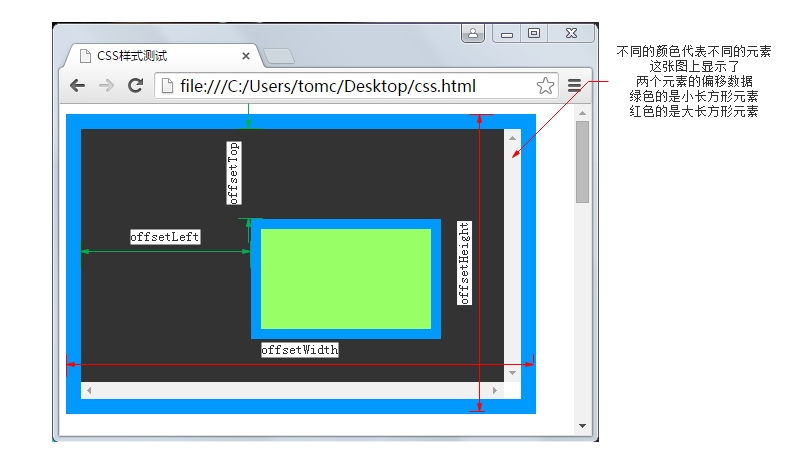 CSS样式测试
file:///C:/Users/tomc/Desktop/css.html
不同的颜色代表不同的元素
这张图上显示了
两个元素的偏移数据
绿色的是小长方形元素
红色的是大长方形元素
offsetTop
offsetLeft
offsetHeight
offsetWidth